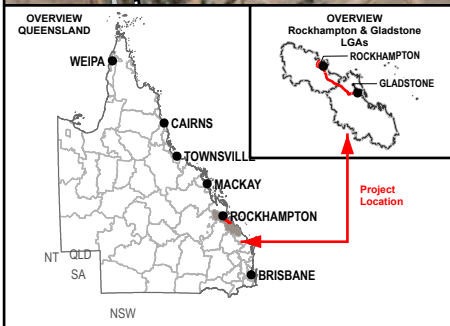 OVERVIEW
QUEENSLAND
WEIPA
CAIRNS
TOWNSVILLE
MACKAY
ROCKHAMPTON
BRISBANE
NT
QLD
SA
NSW
OVERVIEW
Rockhampton & Gladstone
LGAs
ROCKHAMPTON
GLADSTONE
Project
Location